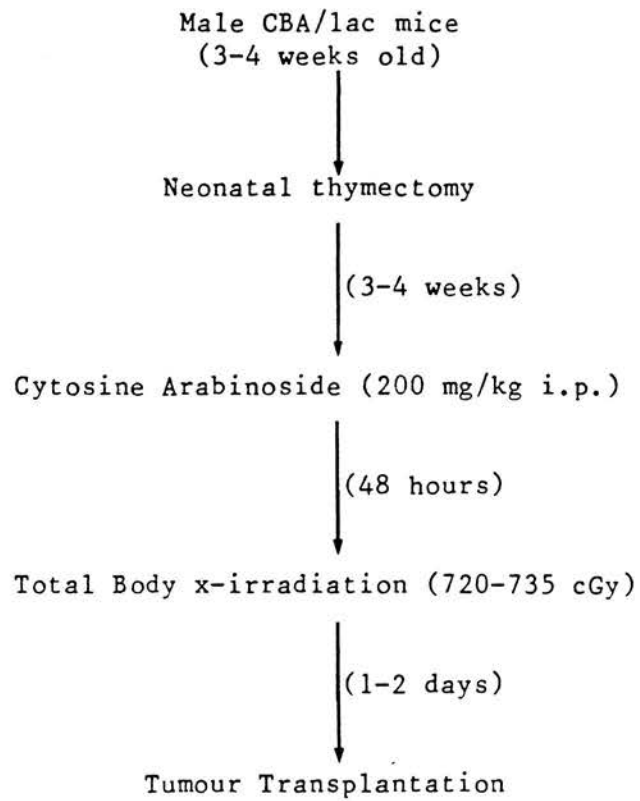 Male CBA/lac mice
(3-4 weeks old)
Neonatal thymectomy
(3-4 weeks)
Cytosine Arabinoside (200 mg/kg i.p.)
(48 hours)
Total Body x-irradiation (720-735 cGy)
(1-2 days)
Tumour Transplantation